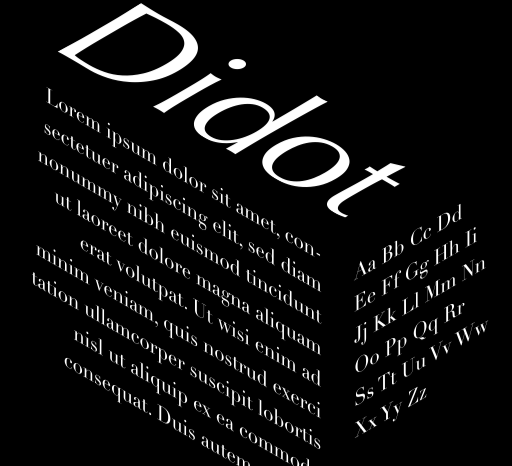 Didot
Lorem ipsum dolor sit amet, con-
sectetuer adipiscing elit, sed diam
nonummy nibh euismod tincidunt
ut laoreet dolore magna aliquam
erat volutpat. Ut wisi enim ad
minim veniam, quis nostrud exerci
tation ullamcorper suscipit lobortis
nisl ut aliquip ex ea commod
consequat. Duis autem
Aa Bb Cc Dd
Ee Ff Gg Hh Ii
Jj Kk Ll Mm Nn
Oo Pp Qq Rr
Ss Tt Uu Vv Ww
Xx Yy Zz